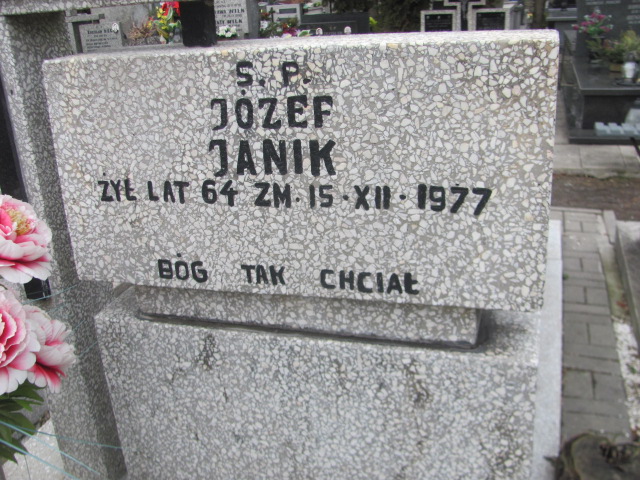 Ś. P.
JÓZEF
JANIK
ŻYŁ LAT 64 ZM. 15. XII. 1977
BÓG TAK CHCIAŁ